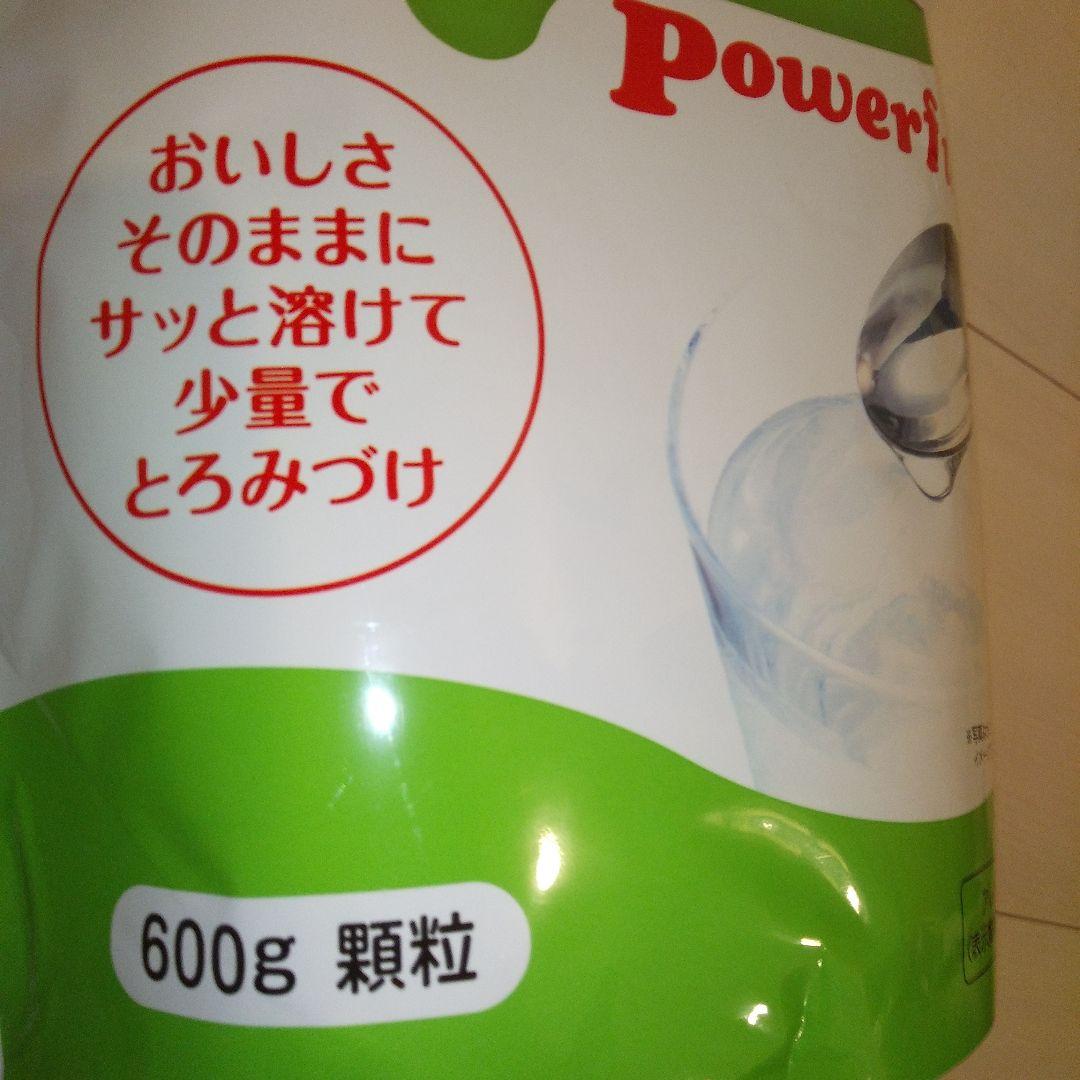 Powerf
おいしさ
そのままに
サッと溶けて
少量で
とろみづけ
600g 顆粒